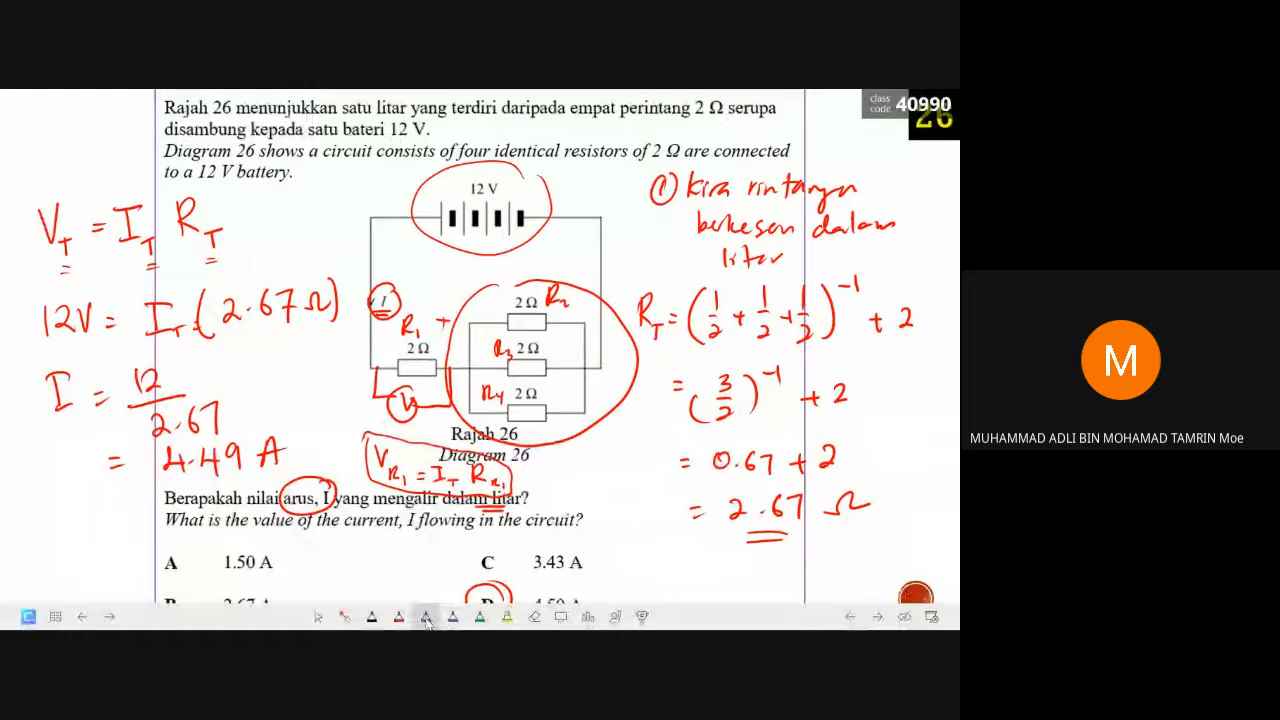 Rajah 26 menunjukkan satu litar yang terdiri daripada empat perintang 2 Ω serupa
disambung kepada satu bateri 12 V.
Diagram 26 shows a circuit consists of four identical resistors of 2 Ω are connected
to a 12 V battery.
class code 40990
26
12 V
① Kira rintangan
berkesan dalam
litar
V_T = I_T R_T
12V = I_T (2.67Ω)
I = 12/2.67
= 4.49 A
I
R1 +
2 Ω
2 Ω R2
R3 2 Ω
R4 2 Ω
V
Rajah 26
Diagram 26
V_R1 = I_T R_R1
R_T = (1/2 + 1/2 + 1/2)^-1 + 2
= (3/2)^-1 + 2
= 0.67 + 2
= 2.67 Ω
Berapakah nilai arus, I yang mengalir dalam litar?
What is the value of the current, I flowing in the circuit?
A 1.50 A
C 3.43 A
M
MUHAMMAD ADLI BIN MOHAMAD TAMRIN Moe